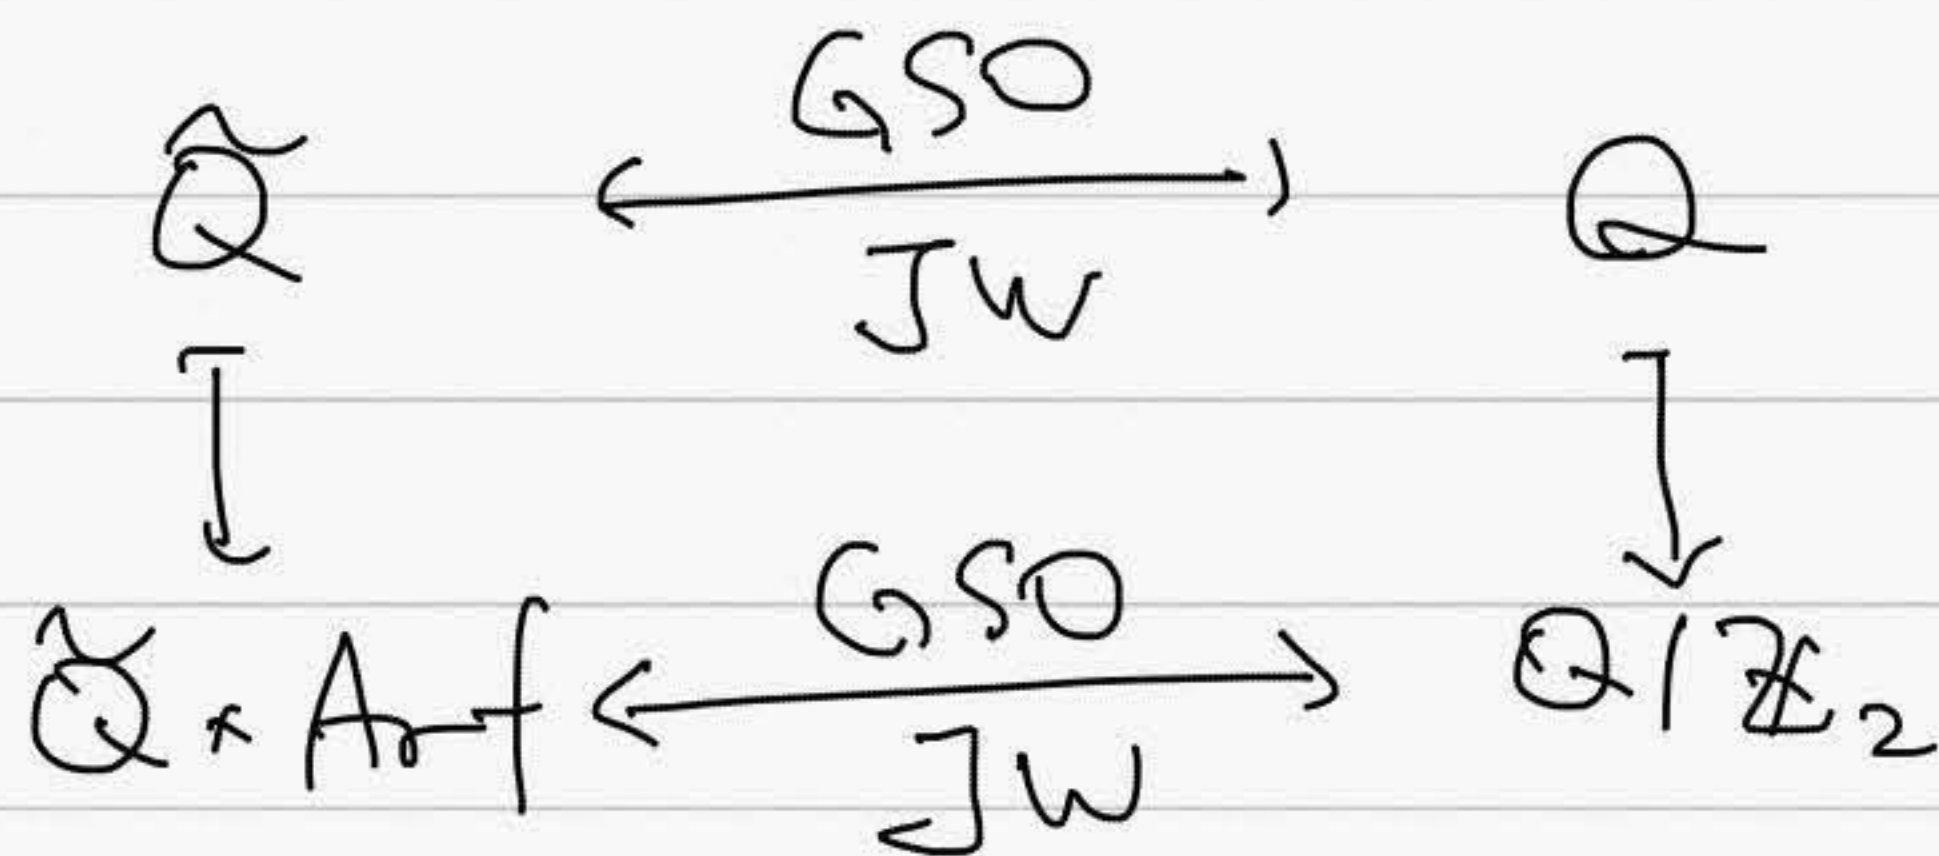 GSO
Q̃ ⟷ Q
JW
↧ ↧
GSO
Q̃ × Arf ⟷ Q/ℤ₂
JW